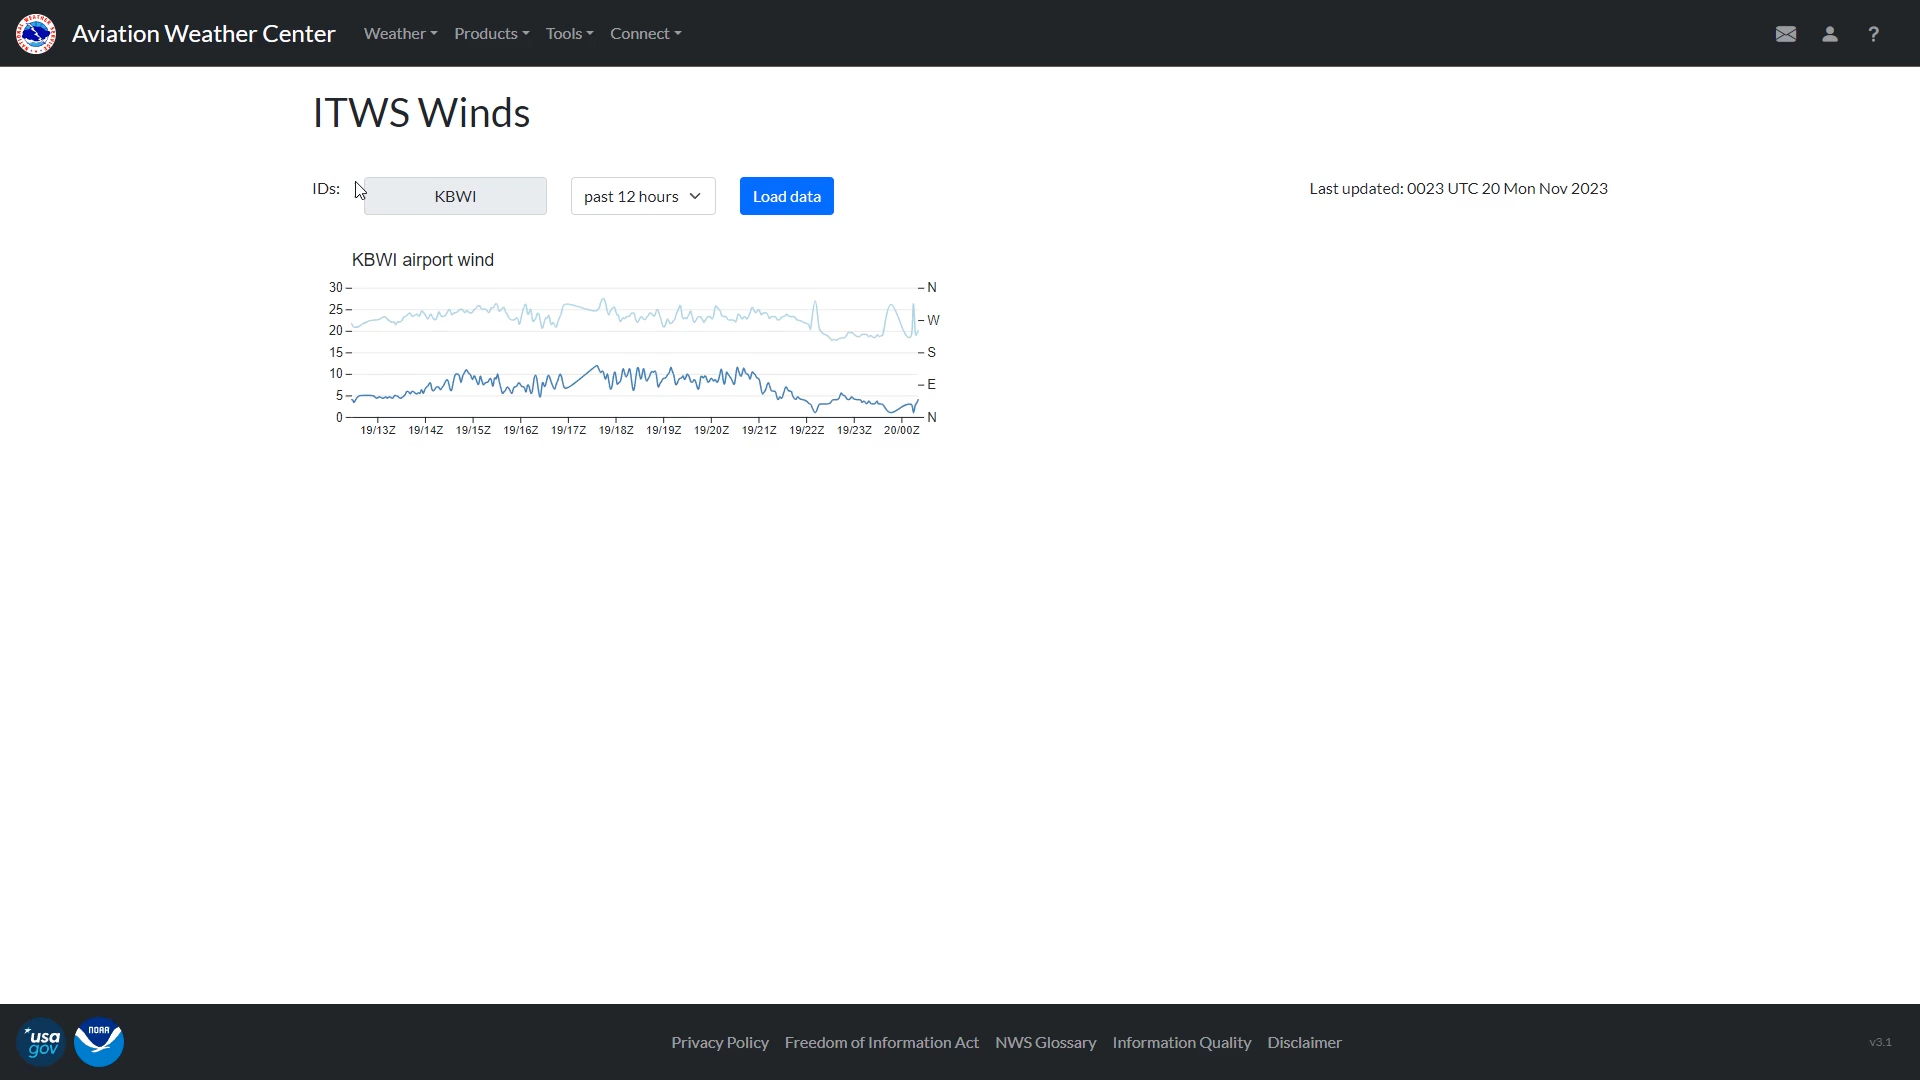 Aviation Weather Center Weather Products Tools Connect ?
ITWS Winds
IDs: KBWI past 12 hours Load data Last updated: 0023 UTC 20 Mon Nov 2023
KBWI airport wind
30 N
25
20 W
15 S
10 E
5
0 N
19/13Z 19/14Z 19/15Z 19/16Z 19/17Z 19/18Z 19/19Z 19/20Z 19/21Z 19/22Z 19/23Z 20/00Z
usa
gov
NOAA
Privacy Policy Freedom of Information Act NWS Glossary Information Quality Disclaimer v3.1